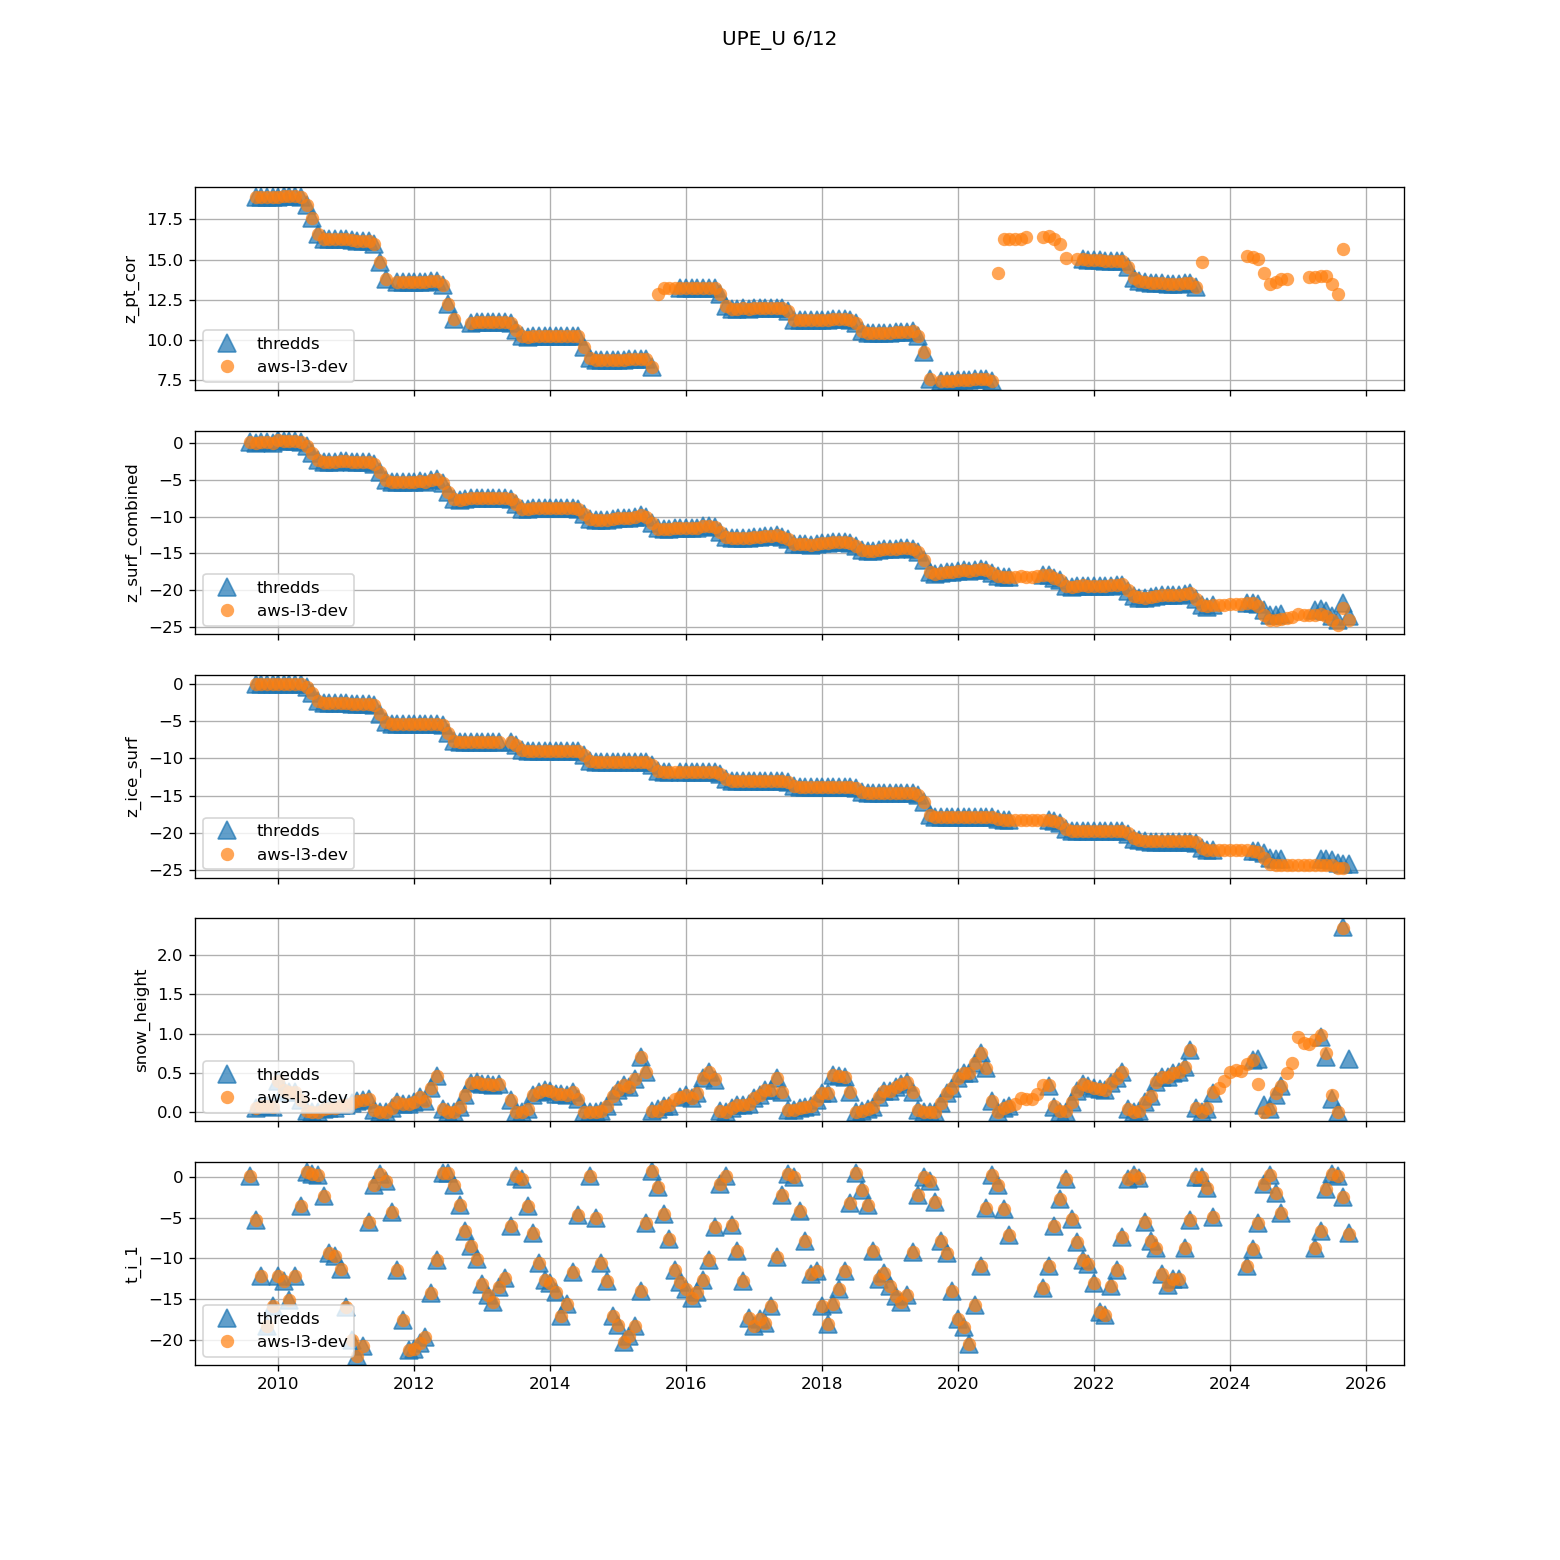 UPE_U 6/12
z_pt_cor
17.5
15.0
12.5
10.0
7.5
thredds
aws-l3-dev
z_surf_combined
0
−5
−10
−15
−20
−25
thredds
aws-l3-dev
z_ice_surf
0
−5
−10
−15
−20
−25
thredds
aws-l3-dev
snow_height
2.0
1.5
1.0
0.5
0.0
thredds
aws-l3-dev
t_i_1
0
−5
−10
−15
−20
thredds
aws-l3-dev
2010 2012 2014 2016 2018 2020 2022 2024 2026